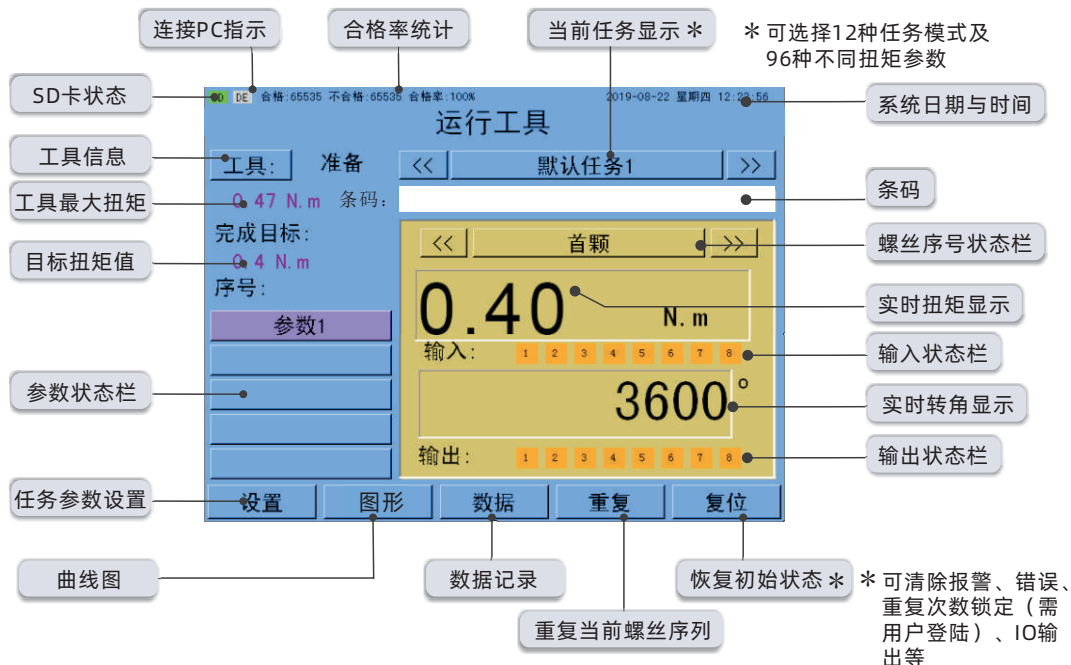 连接PC指示
合格率统计
当前任务显示＊
＊可选择12种任务模式及
96种不同扭矩参数
SD卡状态
工具信息
工具最大扭矩
目标扭矩值
参数状态栏
任务参数设置
SD DE 合格:65535 不合格:65535 合格率:100% 2019-08-22 星期四 12:23:56
运行工具
工具: 准备 << 默认任务1 >>
0.47 N.m 条码:
完成目标:
0.4 N.m
序号:
参数1
<< 首颗 >>
0.40 N.m
输入: 1 2 3 4 5 6 7 8
3600°
输出: 1 2 3 4 5 6 7 8
设置 图形 数据 重复 复位
系统日期与时间
条码
螺丝序号状态栏
实时扭矩显示
输入状态栏
实时转角显示
输出状态栏
曲线图
数据记录
恢复初始状态＊
重复当前螺丝序列
＊可清除报警、错误、
重复次数锁定（需
用户登陆）、IO输
出等